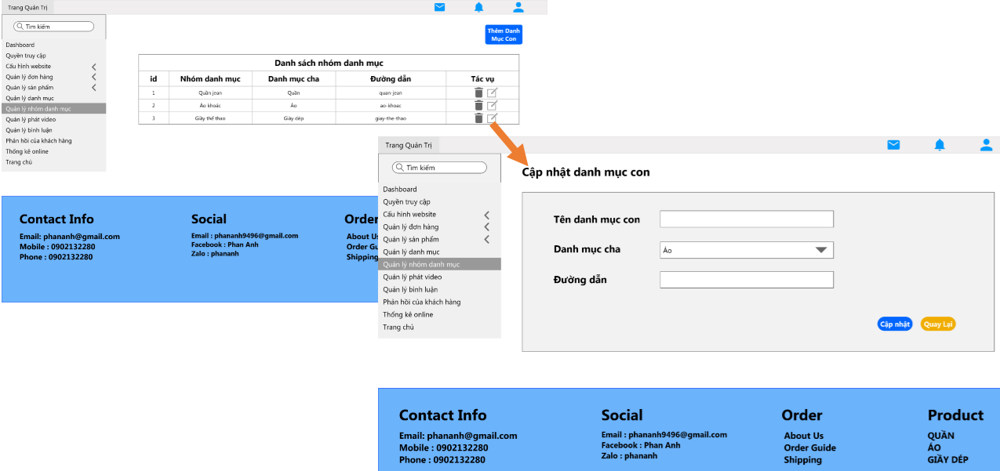 Trang Quản Trị
Tìm kiếm
Dashboard
Quyền truy cập
Cấu hình website
Quản lý đơn hàng
Quản lý sản phẩm
Quản lý danh mục
Quản lý nhóm danh mục
Quản lý phát video
Quản lý bình luận
Phản hồi của khách hàng
Thống kê online
Trang chủ
Thêm Danh
Mục Con
Danh sách nhóm danh mục
id Nhóm danh mục Danh mục cha Đường dẫn Tác vụ
1 Quần jean Quần quan-jean
2 Áo khoác Áo ao-khoac
3 Giầy thể thao Giầy dép giay-the-thao
Contact Info
Email: phananh@gmail.com
Mobile : 0902132280
Phone : 0902132280
Social
Email : phananh9496@gmail.com
Facebook : Phan Anh
Zalo : phananh
Order
About Us
Order Gu
Shipping
Trang Quản Trị
Tìm kiếm
Dashboard
Quyền truy cập
Cấu hình website
Quản lý đơn hàng
Quản lý sản phẩm
Quản lý danh mục
Quản lý nhóm danh mục
Quản lý phát video
Quản lý bình luận
Phản hồi của khách hàng
Thống kê online
Trang chủ
Cập nhật danh mục con
Tên danh mục con
Danh mục cha
Áo
Đường dẫn
Cập nhật
Quay Lại
Contact Info
Email: phananh@gmail.com
Mobile : 0902132280
Phone : 0902132280
Social
Email : phananh9496@gmail.com
Facebook : Phan Anh
Zalo : phananh
Order
About Us
Order Guide
Shipping
Product
QUẦN
ÁO
GIẦY DÉP